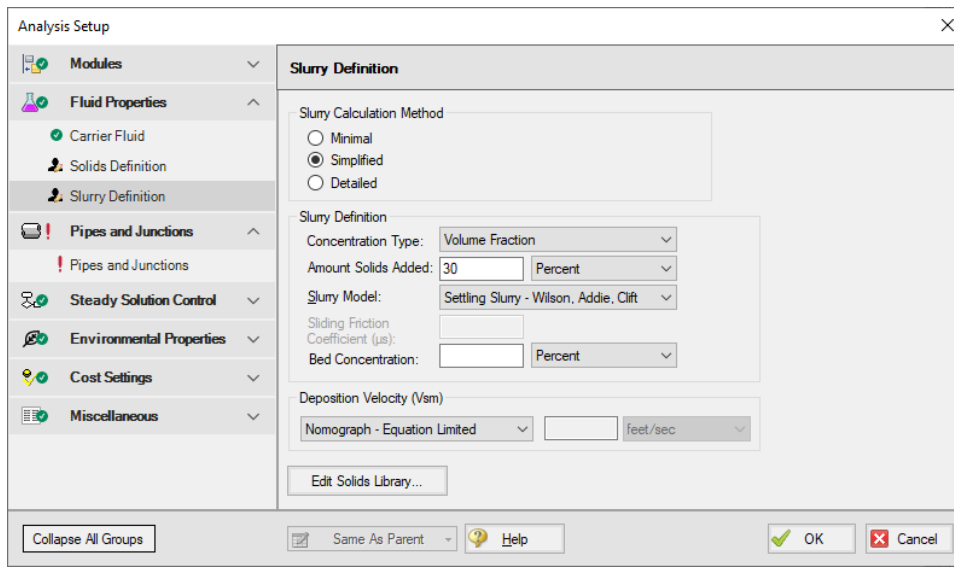 Analysis Setup
Modules
Fluid Properties
Carrier Fluid
Solids Definition
Slurry Definition
Pipes and Junctions
Pipes and Junctions
Steady Solution Control
Environmental Properties
Cost Settings
Miscellaneous
Collapse All Groups
Slurry Definition
Slurry Calculation Method
Minimal
Simplified
Detailed
Slurry Definition
Concentration Type: Volume Fraction
Amount Solids Added: 30 Percent
Slurry Model: Settling Slurry - Wilson, Addie, Clift
Sliding Friction
Coefficient (μs):
Bed Concentration: Percent
Deposition Velocity (Vsm)
Nomograph - Equation Limited feet/sec
Edit Solids Library...
Same As Parent Help OK Cancel